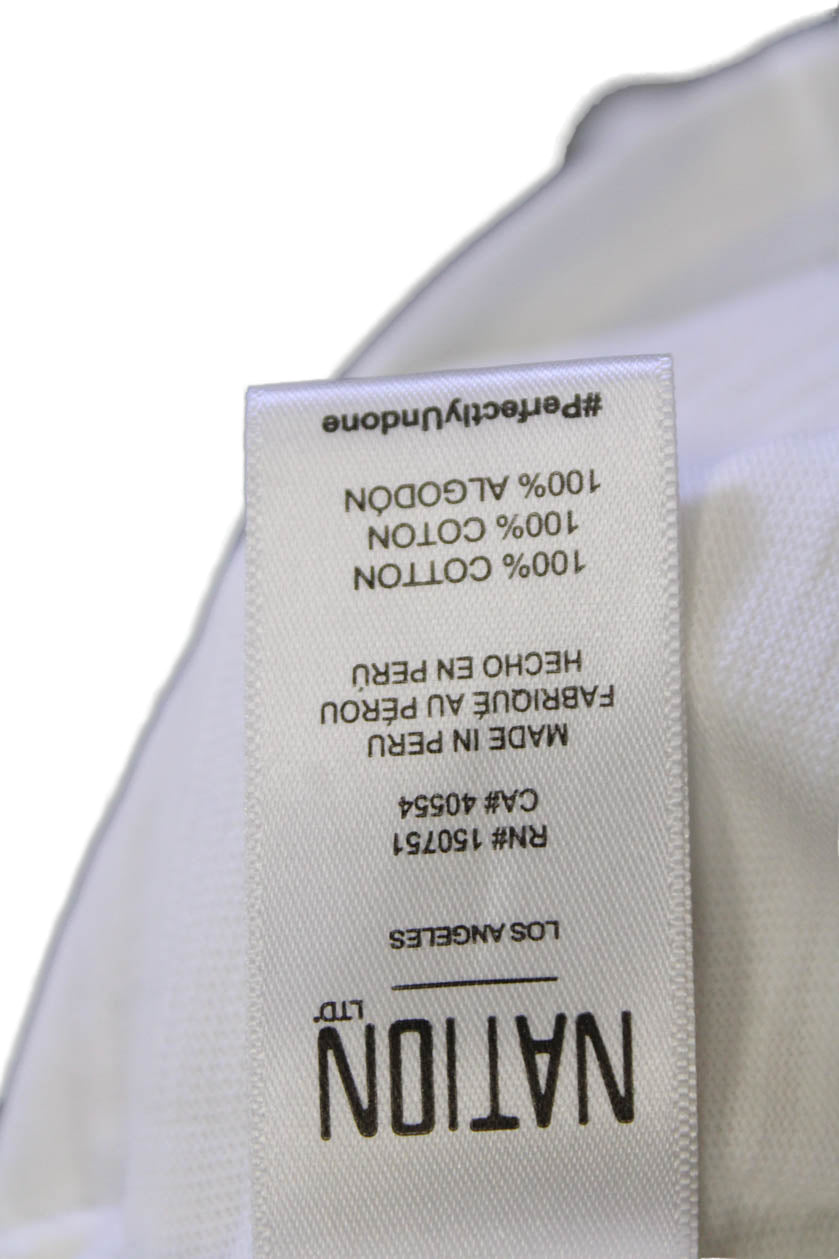 NATION
LTD.
LOS ANGELES
RN# 150751
CA# 40554
MADE IN PERU
FABRIQUÉ AU PÉROU
HECHO EN PERÚ
100% COTTON
100% COTON
100% ALGODÓN
#PerfectlyUndone